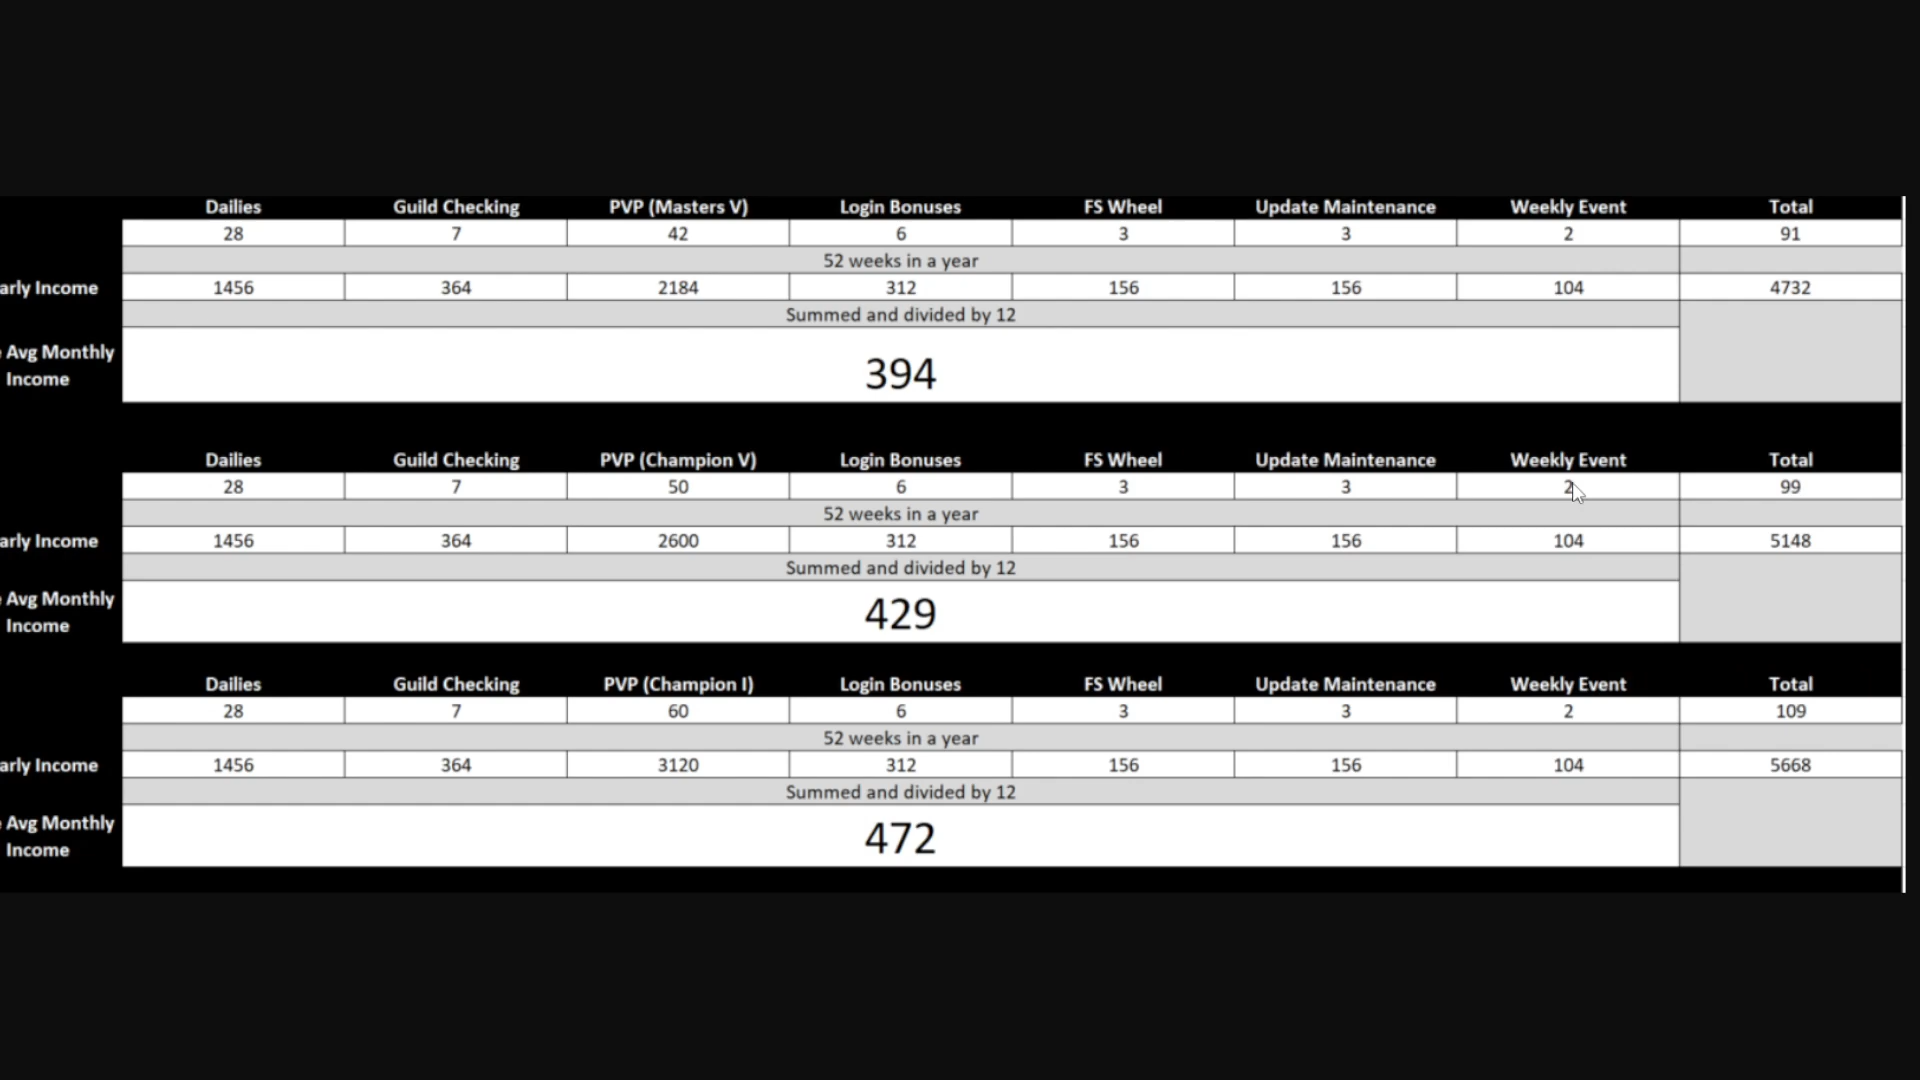 Dailies Guild Checking PVP (Masters V) Login Bonuses FS Wheel Update Maintenance Weekly Event Total
28 7 42 6 3 3 2 91
52 weeks in a year
arly Income 1456 364 2184 312 156 156 104 4732
Summed and divided by 12
Avg Monthly
Income
394
Dailies Guild Checking PVP (Champion V) Login Bonuses FS Wheel Update Maintenance Weekly Event Total
28 7 50 6 3 3 2 99
52 weeks in a year
arly Income 1456 364 2600 312 156 156 104 5148
Summed and divided by 12
Avg Monthly
Income
429
Dailies Guild Checking PVP (Champion I) Login Bonuses FS Wheel Update Maintenance Weekly Event Total
28 7 60 6 3 3 2 109
52 weeks in a year
arly Income 1456 364 3120 312 156 156 104 5668
Summed and divided by 12
Avg Monthly
Income
472